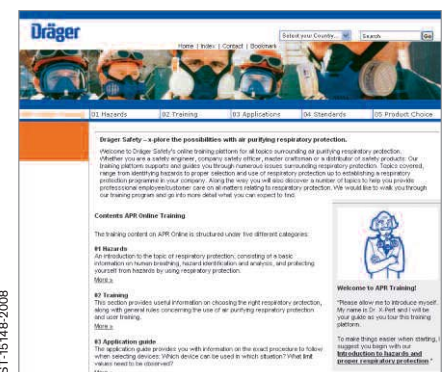 Dräger
Select your Country...
Search
Go
Home | Index | Contact | Bookmark
01 Hazards
02 Training
03 Applications
04 Standards
05 Product Choice
Dräger Safety – x-plore the possibilities with air purifying respiratory protection.
Welcome to Dräger Safety's online training platform for all topics surrounding air purifying respiratory protection.
Whether you are a safety engineer, company safety officer, master craftsman or a distributor of safety products: Our
training platform supports and guides you through numerous issues surrounding respiratory protection. Topics covered,
range from identifying hazards to proper selection and use of respiratory protection up to establishing a respiratory
protection programme in your company. Along the way you will also discover a number of topics to help you provide
professional employee/customer care on all matters relating to respiratory protection. We would like to walk you through
our training program and go into more detail what you can expect to find.
Contents APR Online Training
The training content on APR Online is structured under five different categories:
01 Hazards
An introduction to the topic of respiratory protection, consisting of a basic
information on human breathing, hazard identification and analysis, and protecting
yourself from hazards by using respiratory protection.
More »
02 Training
This section provides useful information on choosing the right respiratory protection,
along with general rules concerning the use of air purifying respiratory protection
and user training.
More »
03 Application guide
The application guide provides you with information on the exact procedure to follow
when selecting devices: Which device can be used in which situation? What limit
values need to be observed?
More »
Welcome to APR Training!
"Please allow me to introduce myself.
My name is Dr. X-Pert and I will be
your guide as you tour this training
platform.
To make things easier when starting, I
suggest you begin with our
Introduction to hazards and
proper respiratory protection."
ST-15148-2008